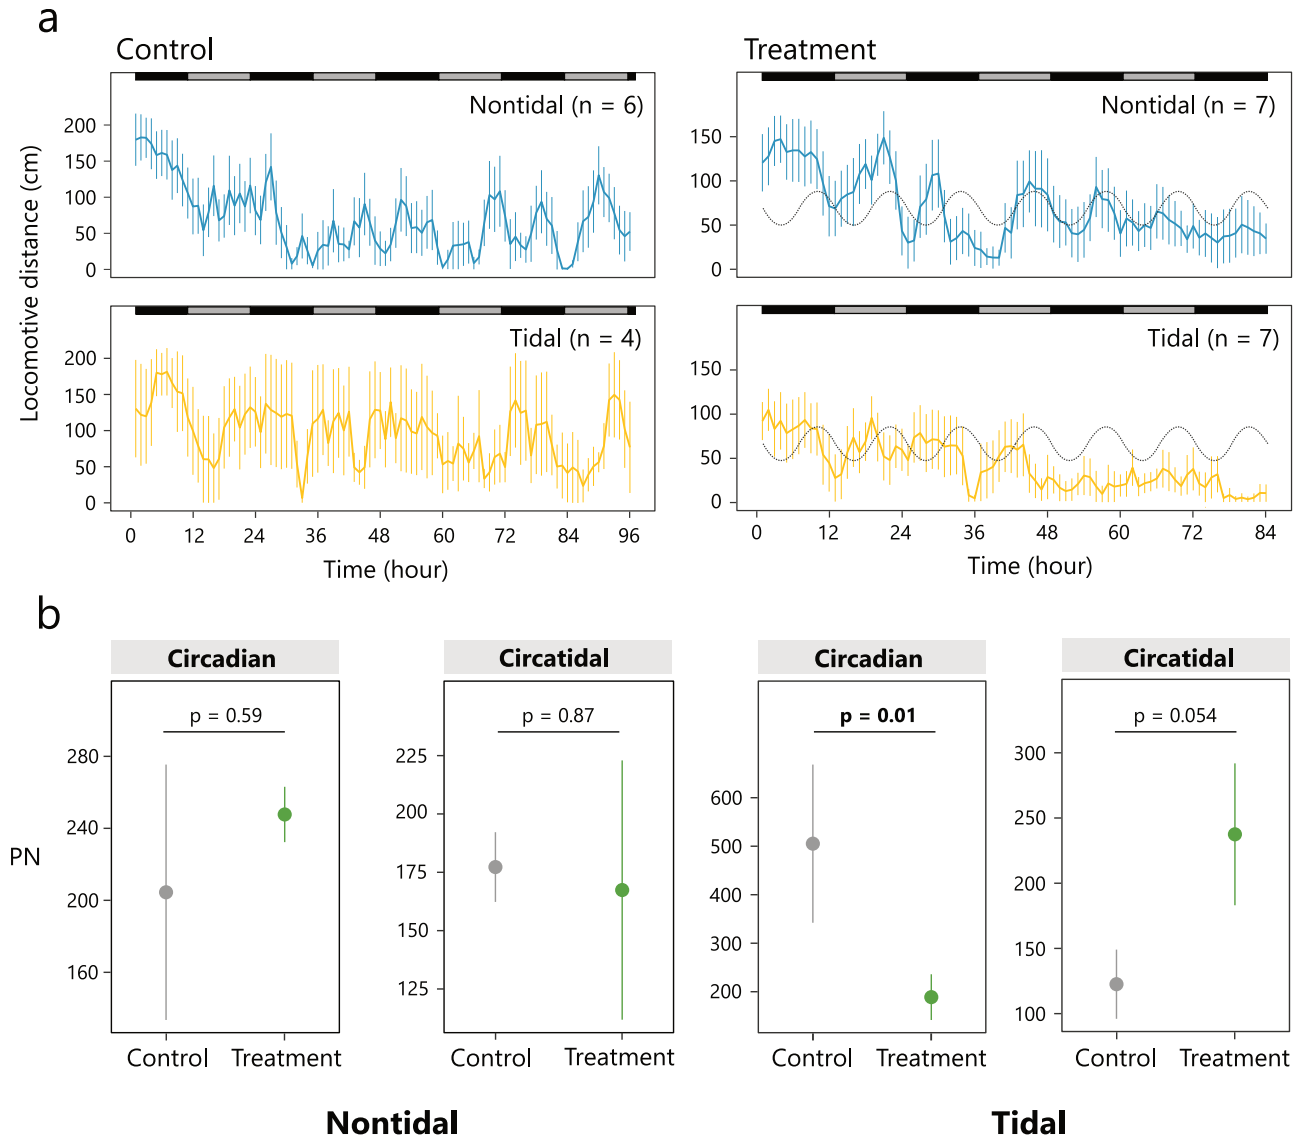 a
Control
Treatment
Nontidal (n = 6)
Nontidal (n = 7)
Locomotive distance (cm)
200
150
100
50
0
150
100
50
0
Tidal (n = 4)
Tidal (n = 7)
200
150
100
50
0
150
100
50
0
0 12 24 36 48 60 72 84 96
0 12 24 36 48 60 72 84
Time (hour)
Time (hour)
b
Circadian
Circatidal
Circadian
Circatidal
p = 0.59
p = 0.87
p = 0.01
p = 0.054
PN
280
240
200
160
225
200
175
150
125
600
500
400
300
200
300
250
200
150
100
Control Treatment
Control Treatment
Control Treatment
Control Treatment
Nontidal
Tidal